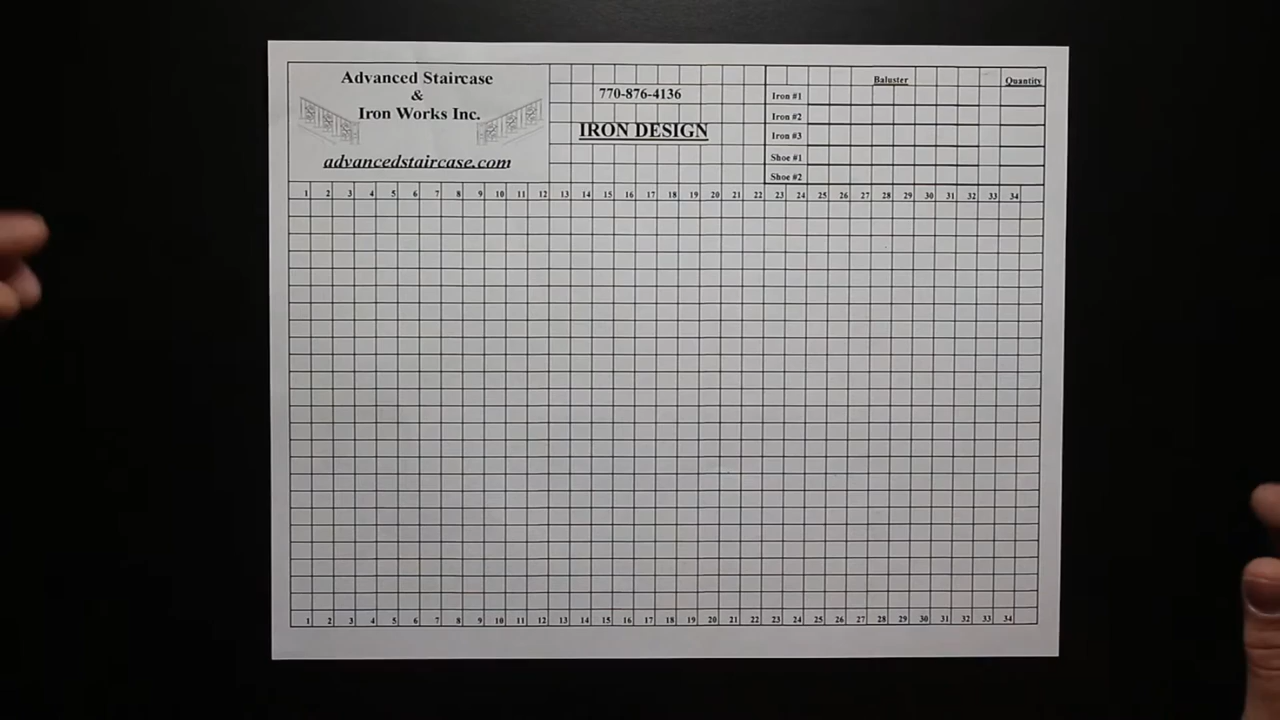 Advanced Staircase
&
Iron Works Inc.
advancedstaircase.com
770-876-4136
IRON DESIGN
Baluster Quantity
Iron #1
Iron #2
Iron #3
Shoe #1
Shoe #2
1 2 3 4 5 6 7 8 9 10 11 12 13 14 15 16 17 18 19 20 21 22 23 24 25 26 27 28 29 30 31 32 33 34
1 2 3 4 5 6 7 8 9 10 11 12 13 14 15 16 17 18 19 20 21 22 23 24 25 26 27 28 29 30 31 32 33 34